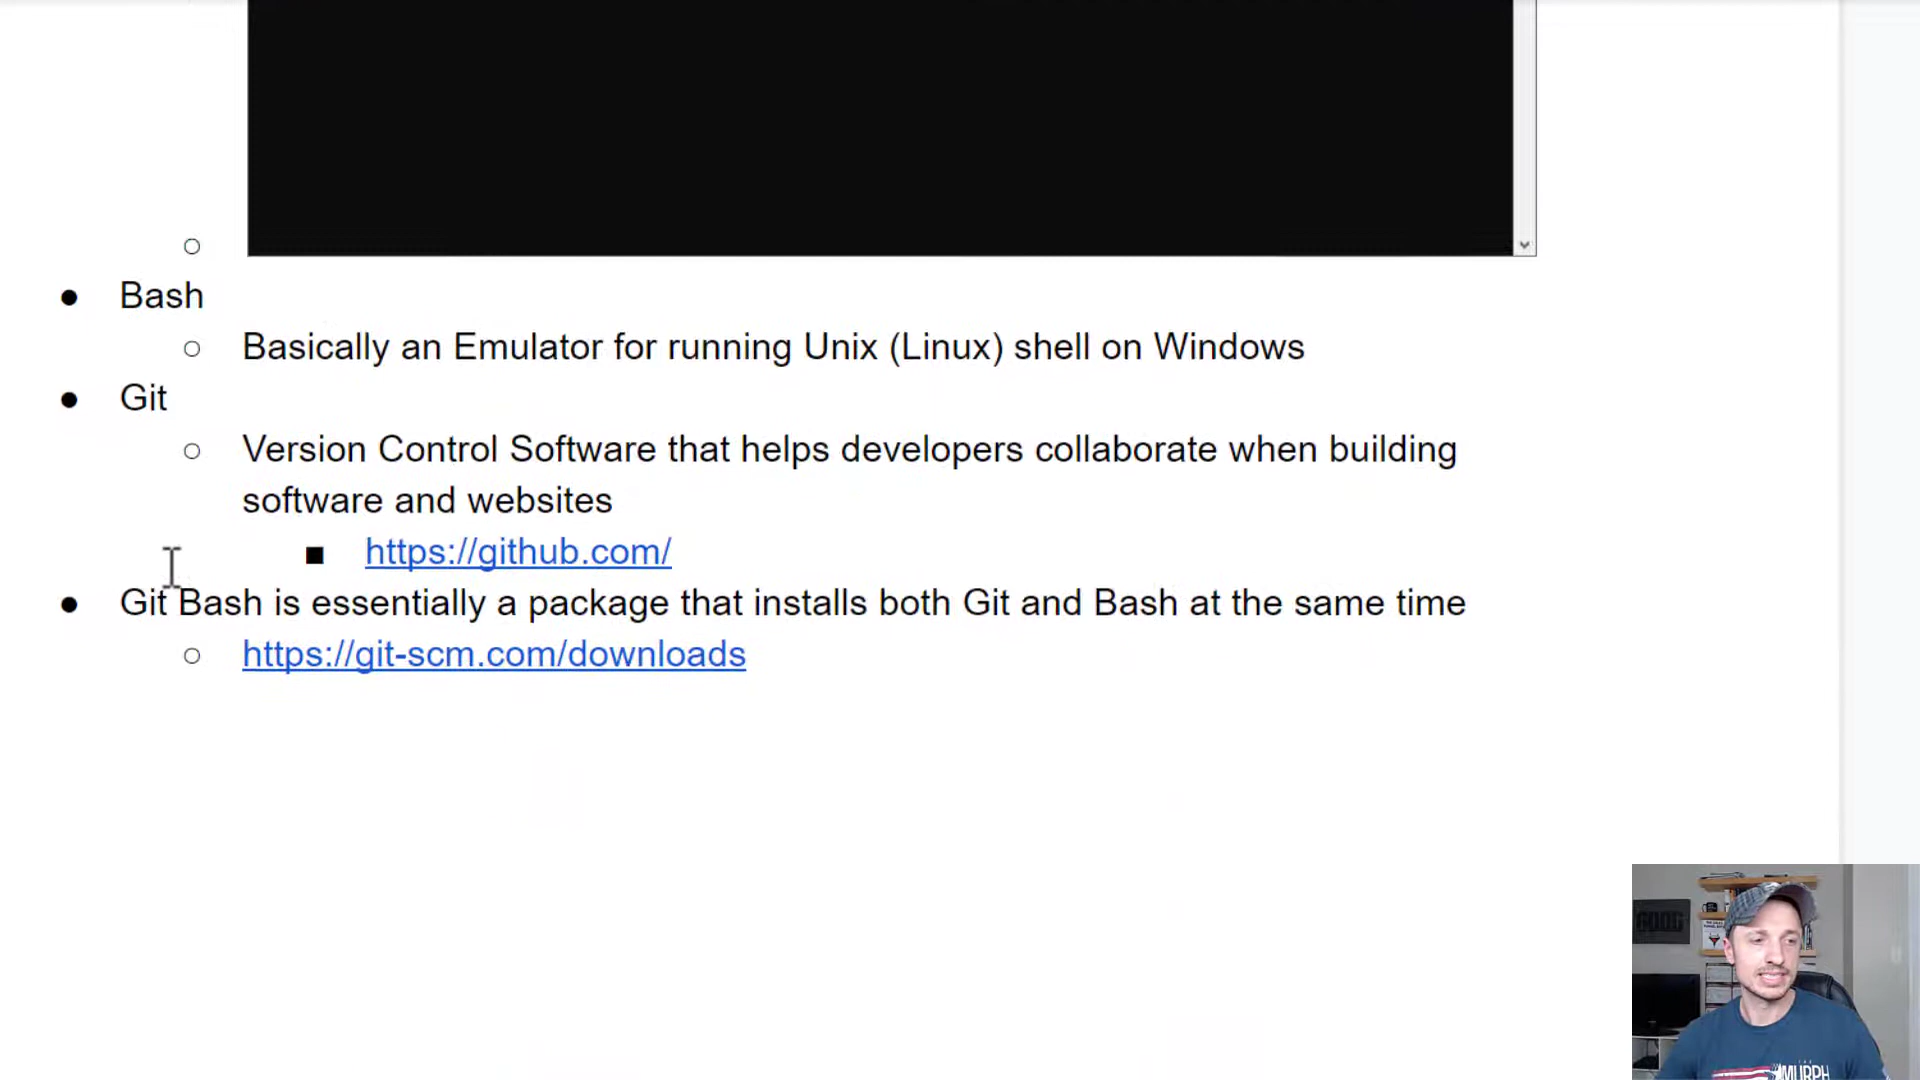 Bash
Basically an Emulator for running Unix (Linux) shell on Windows
Git
Version Control Software that helps developers collaborate when building
software and websites
https://github.com/
Git Bash is essentially a package that installs both Git and Bash at the same time
https://git-scm.com/downloads
GOOG
MURPH